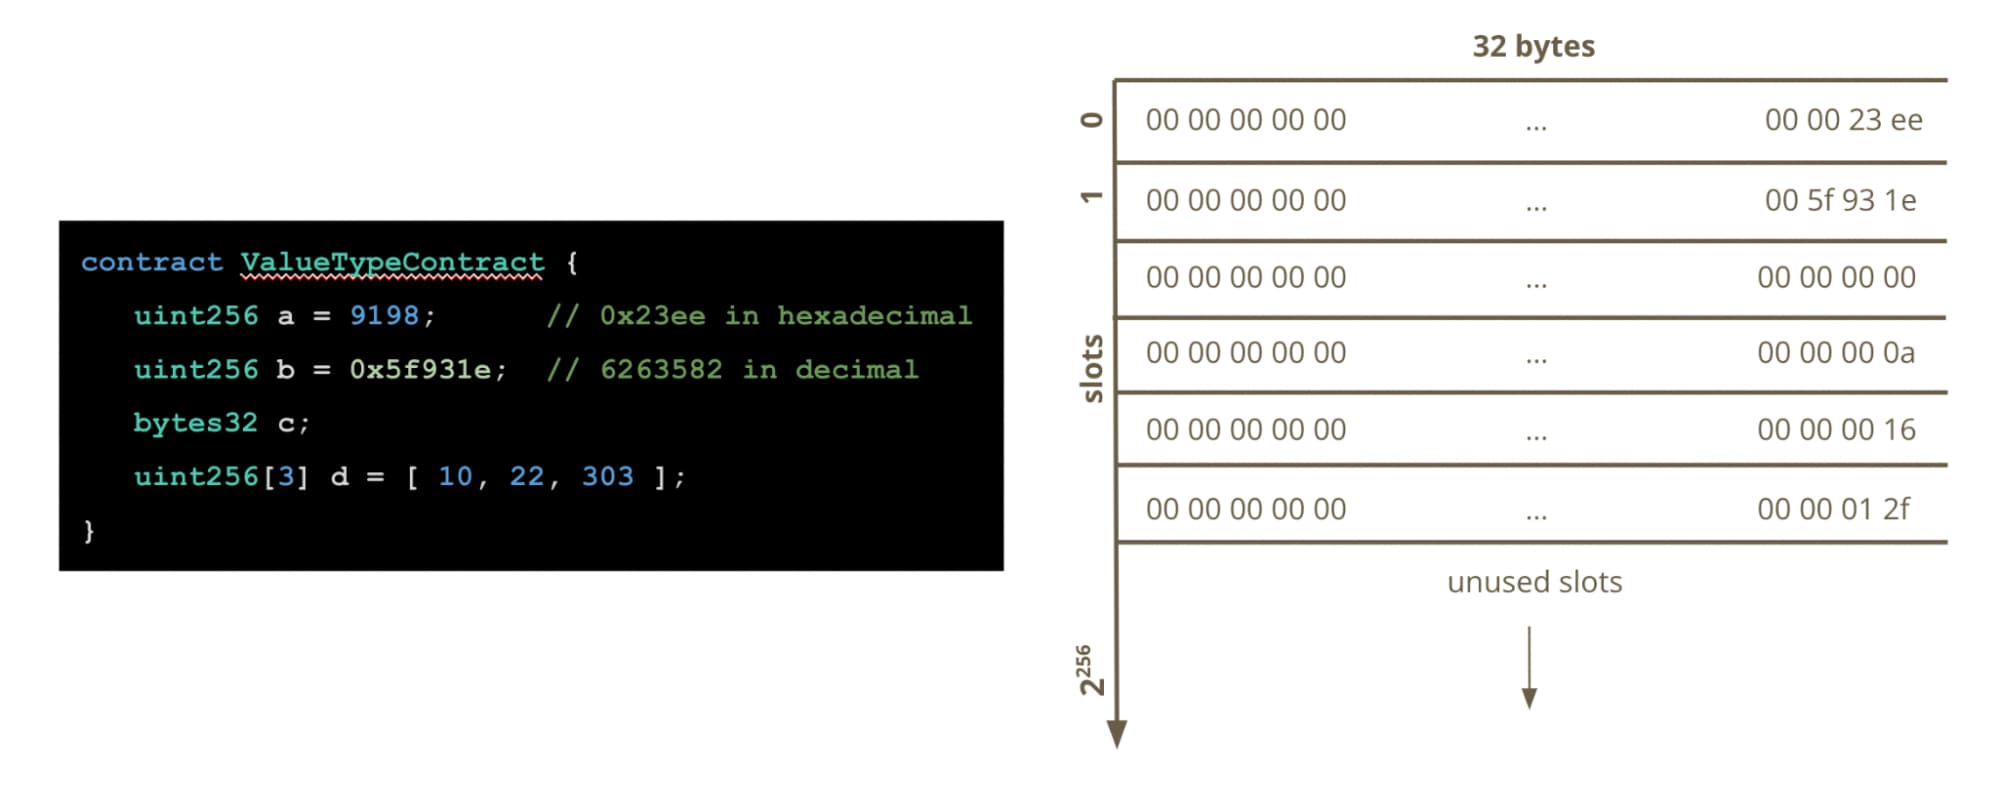 contract ValueTypeContract {
uint256 a = 9198; // 0x23ee in hexadecimal
uint256 b = 0x5f931e; // 6263582 in decimal
bytes32 c;
uint256[3] d = [ 10, 22, 303 ];
}
32 bytes
0 00 00 00 00 00 ... 00 00 23 ee
1 00 00 00 00 00 ... 00 5f 93 1e
00 00 00 00 00 ... 00 00 00 00
slots
00 00 00 00 00 ... 00 00 00 0a
00 00 00 00 00 ... 00 00 00 16
00 00 00 00 00 ... 00 00 01 2f
unused slots
2²⁵⁶